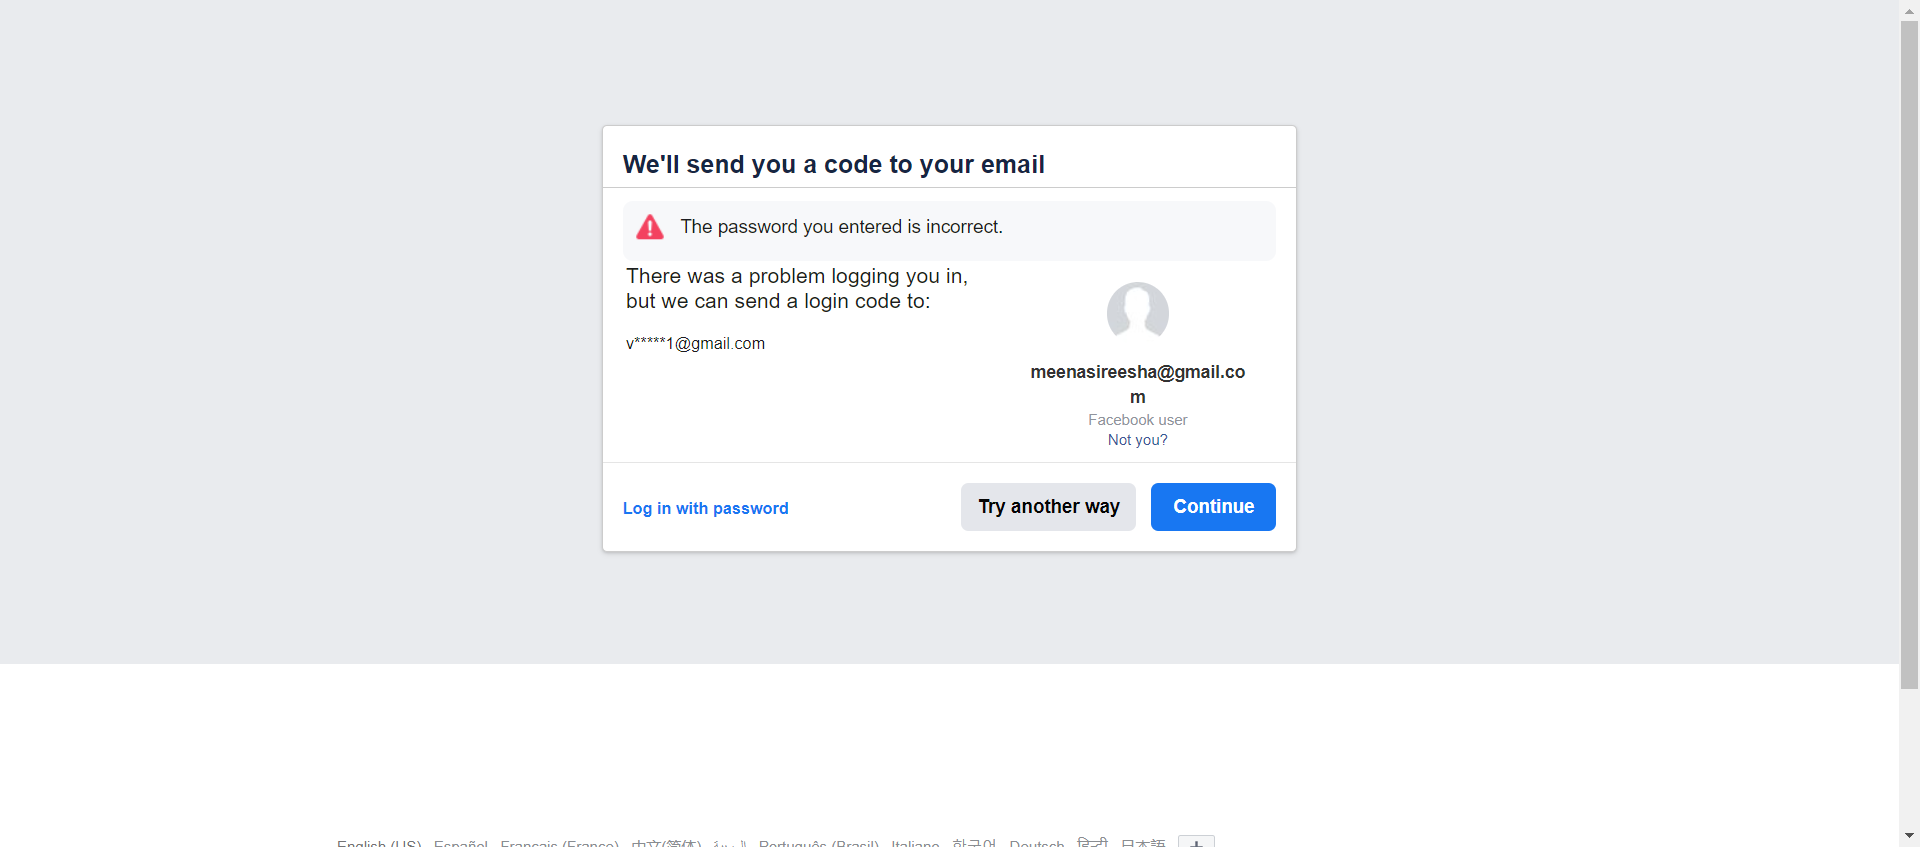 We'll send you a code to your email
The password you entered is incorrect.
There was a problem logging you in,
but we can send a login code to:
v*****1@gmail.com
meenasireesha@gmail.co
m
Facebook user
Not you?
Log in with password
Try another way
Continue
English (US) Español Français (France) 中文(简体) العربية Português (Brasil) Italiano 한국어 Deutsch हिन्दी 日本語 +